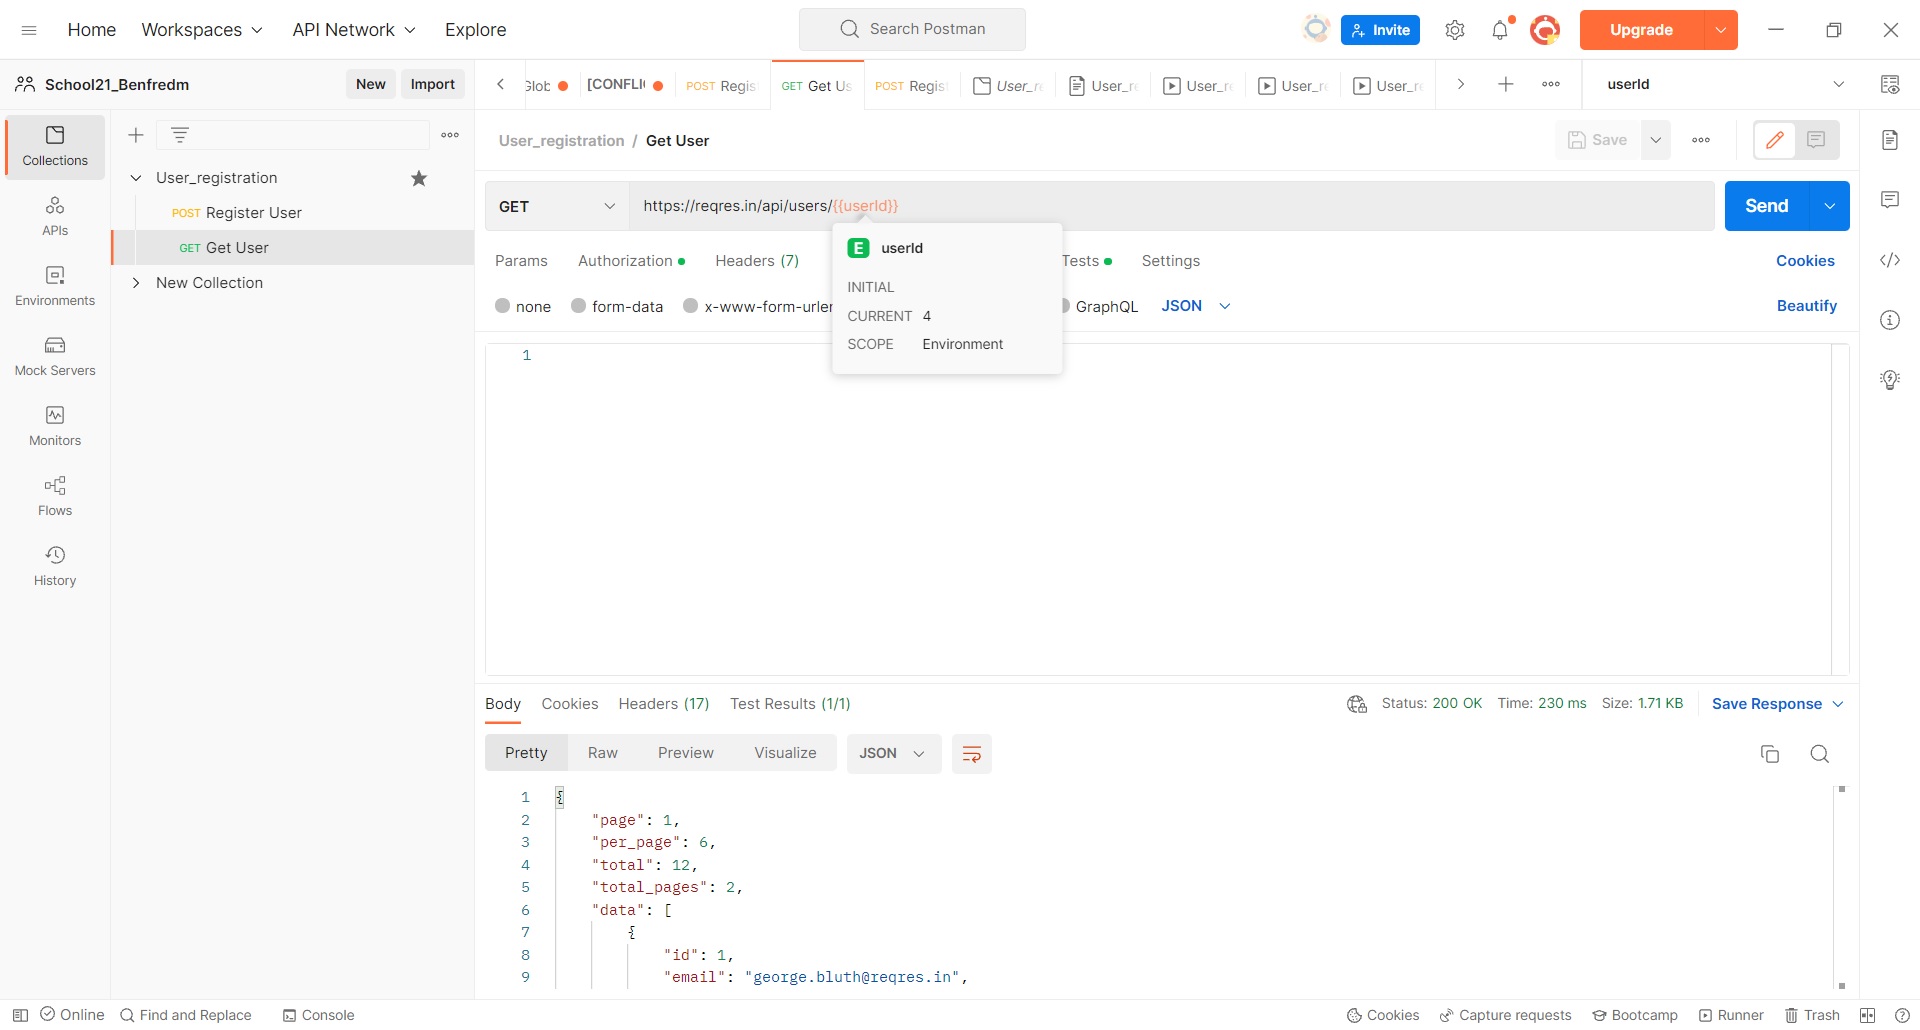 Home Workspaces API Network Explore Search Postman Invite Upgrade
School21_Benfredm New Import Glob [CONFLI POST Regis GET Get Us POST Regis User_re User_re User_re User_re User_re userId
Collections
User_registration / Get User Save
User_registration
POST Register User
GET Get User
New Collection
APIs
Environments
Mock Servers
Monitors
Flows
History
GET https://reqres.in/api/users/{{userId}} Send
E userId
INITIAL
CURRENT 4
SCOPE Environment
Params Authorization Headers (7) Tests Settings Cookies
none form-data x-www-form-urlen GraphQL JSON Beautify
1
Body Cookies Headers (17) Test Results (1/1) Status: 200 OK Time: 230 ms Size: 1.71 KB Save Response
Pretty Raw Preview Visualize JSON
1 {
2 "page": 1,
3 "per_page": 6,
4 "total": 12,
5 "total_pages": 2,
6 "data": [
7 {
8 "id": 1,
9 "email": "george.bluth@reqres.in",
Online Find and Replace Console Cookies Capture requests Bootcamp Runner Trash